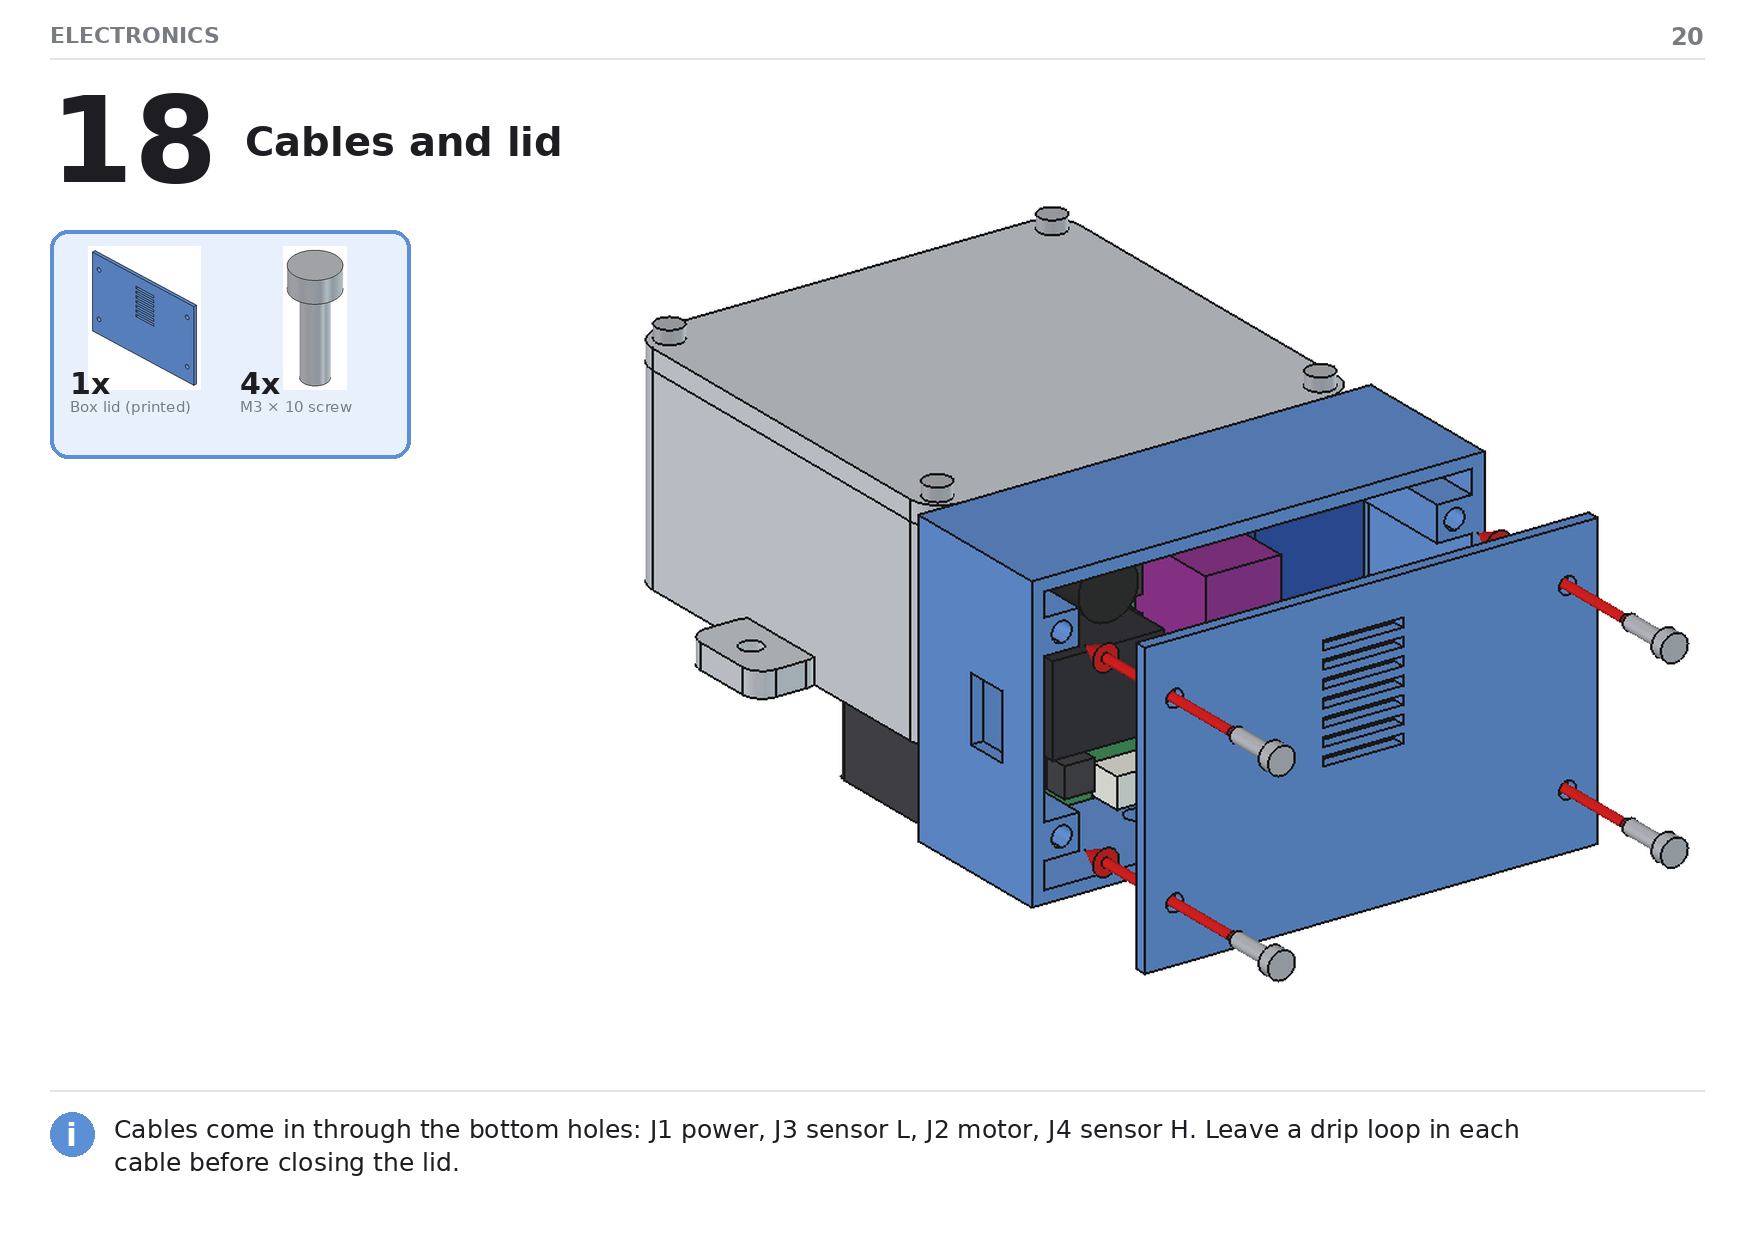 ELECTRONICS
20
18
Cables and lid
1x
Box lid (printed)
4x
M3 × 10 screw
i
Cables come in through the bottom holes: J1 power, J3 sensor L, J2 motor, J4 sensor H. Leave a drip loop in each
cable before closing the lid.